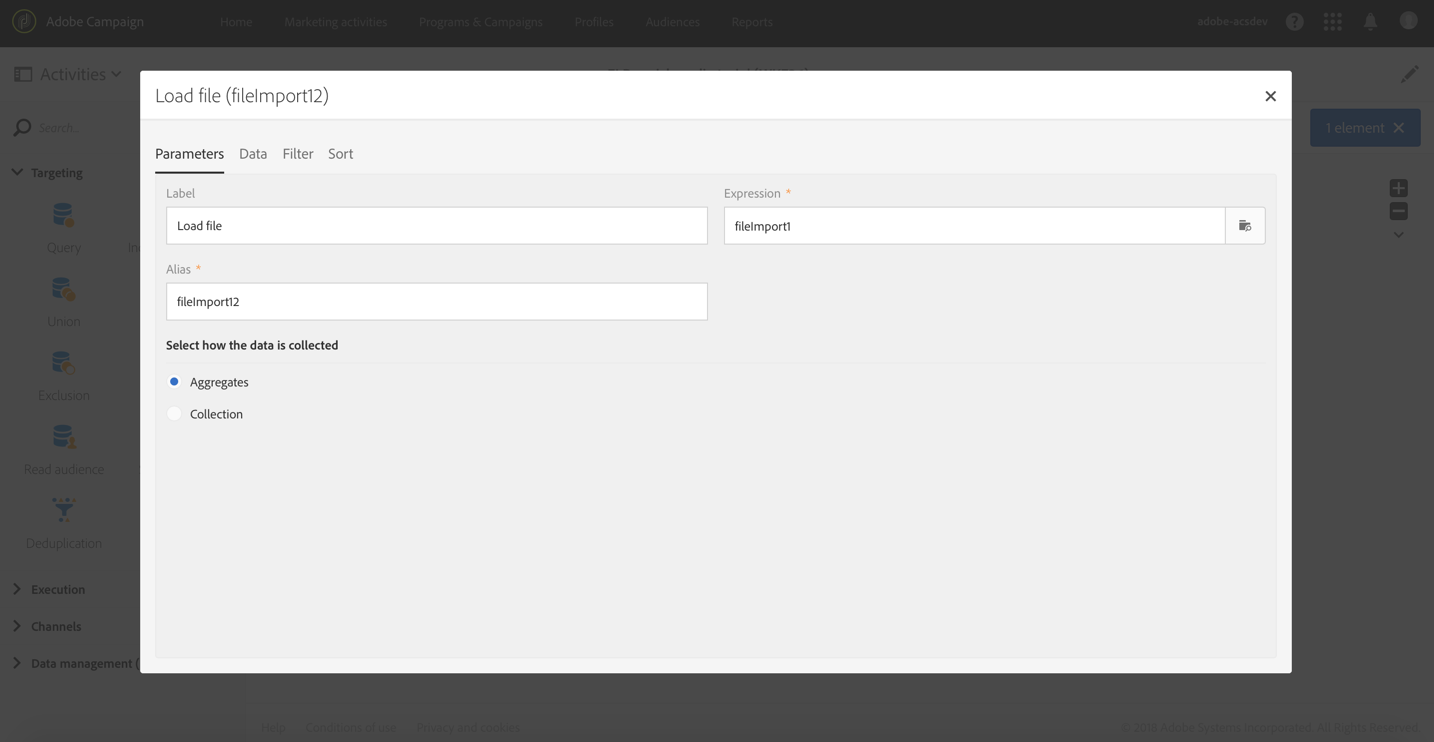 Adobe Campaign Home Marketing activities Programs & Campaigns Profiles Audiences Reports adobe-acsdev ?
Activities
Load file (fileImport12)
Search...
1 element
Parameters Data Filter Sort
Targeting
Label
Expression *
Load file
fileImport1
Query
Alias *
fileImport12
Union
Select how the data is collected
Aggregates
Exclusion
Collection
Read audience
Deduplication
Execution
Channels
Data management (
Help Conditions of use Privacy and cookies © 2018 Adobe Systems Incorporated. All Rights Reserved